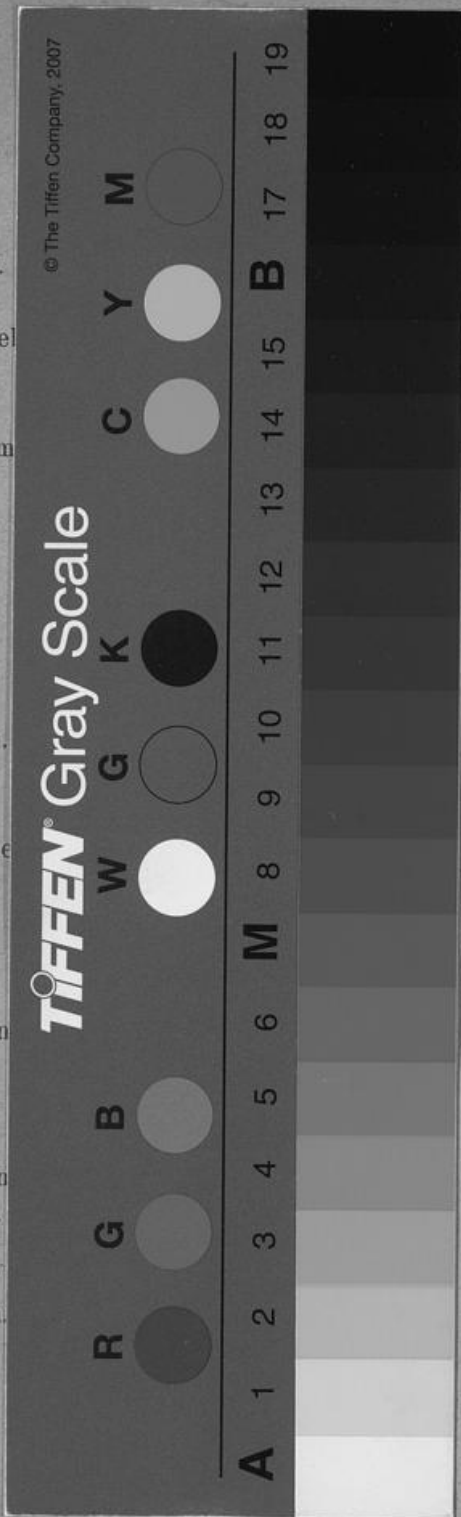 © The Tiffen Company, 2007
TIFFEN® Gray Scale
R G B W G K C Y M
A 1 2 3 4 5 6 M 8 9 10 11 12 13 14 15 B 17 18 19